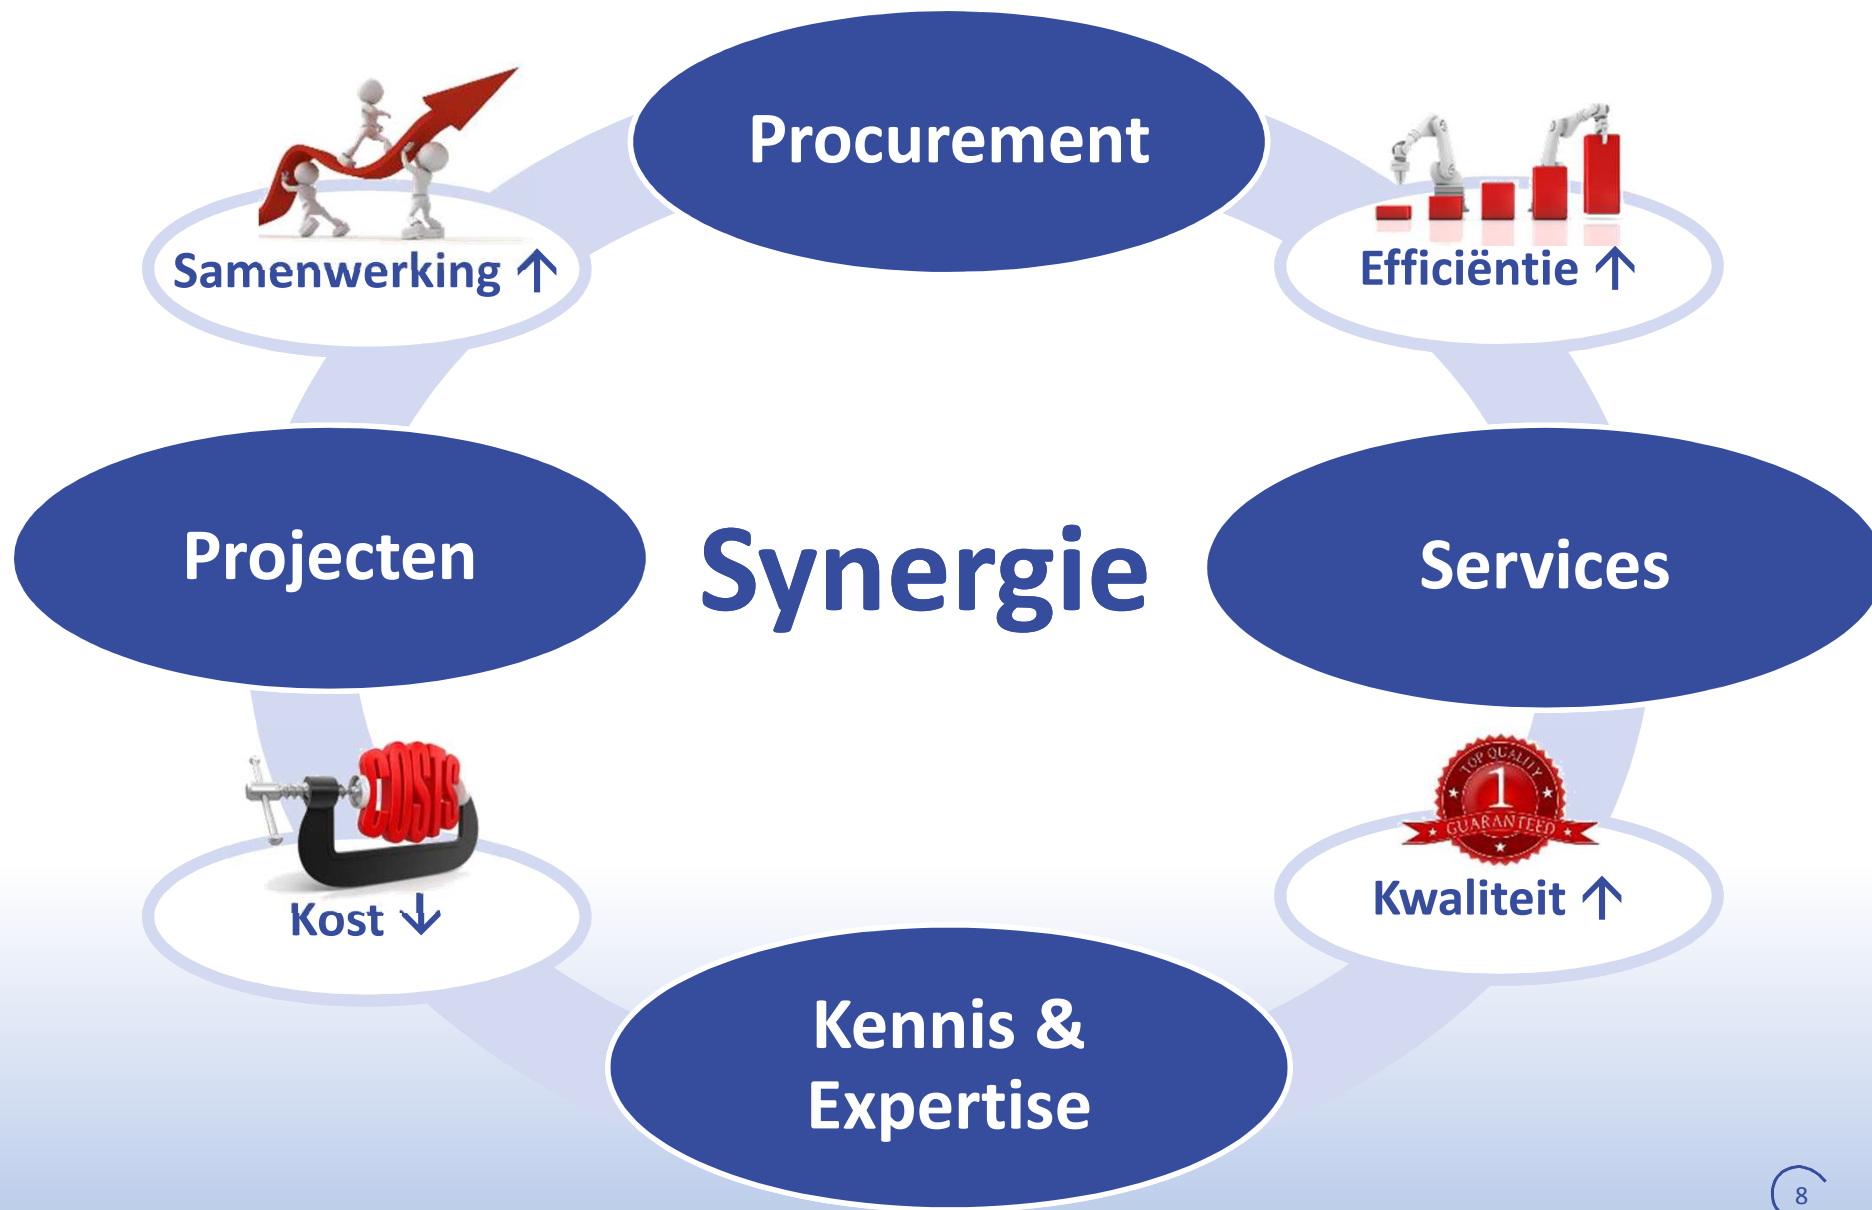 Procurement
Samenwerking ↑
Efficiëntie ↑
Projecten
Synergie
Services
COSTS
Kost ↓
TOP QUALITY
1
GUARANTEED
Kwaliteit ↑
Kennis &
Expertise
8